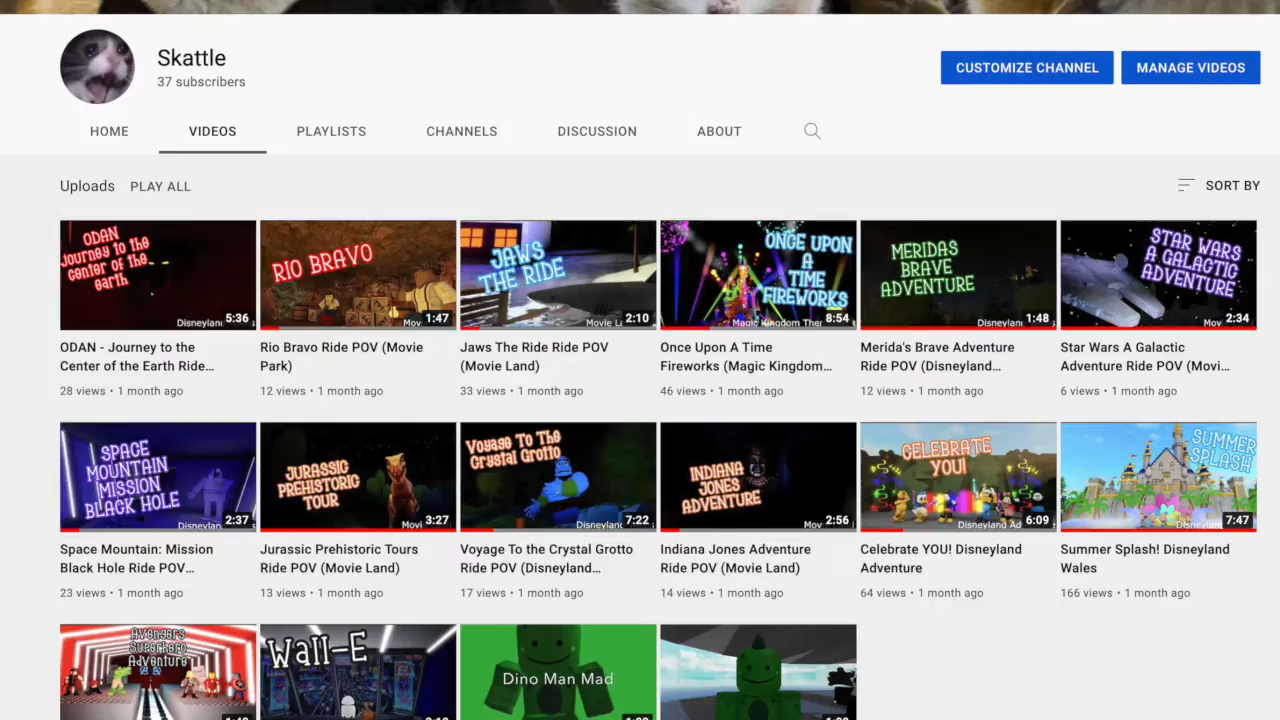 Skattle
37 subscribers
CUSTOMIZE CHANNEL
MANAGE VIDEOS
HOME
VIDEOS
PLAYLISTS
CHANNELS
DISCUSSION
ABOUT
Uploads
PLAY ALL
SORT BY
ODAN
Journey to the
Center of the
Earth
5:36
ODAN - Journey to the
Center of the Earth Ride...
28 views • 1 month ago
RIO BRAVO
1:47
Rio Bravo Ride POV (Movie
Park)
12 views • 1 month ago
JAWS
THE RIDE
2:10
Jaws The Ride Ride POV
(Movie Land)
33 views • 1 month ago
ONCE UPON
A
TIME
FIREWORKS
Magic Kingdom Ther
8:54
Once Upon A Time
Fireworks (Magic Kingdom...
46 views • 1 month ago
MERIDAS
BRAVE
ADVENTURE
1:48
Merida's Brave Adventure
Ride POV (Disneyland...
12 views • 1 month ago
STAR WARS
A GALACTIC
ADVENTURE
Mov
2:34
Star Wars A Galactic
Adventure Ride POV (Movi...
6 views • 1 month ago
SPACE
MOUNTAIN
MISSION
BLACK HOLE
2:37
Space Mountain: Mission
Black Hole Ride POV...
23 views • 1 month ago
JURASSIC
PREHISTORIC
TOUR
3:27
Jurassic Prehistoric Tours
Ride POV (Movie Land)
13 views • 1 month ago
Voyage To The
Crystal Grotto
7:22
Voyage To the Crystal Grotto
Ride POV (Disneyland...
17 views • 1 month ago
INDIANA
JONES
ADVENTURE
Mov
2:56
Indiana Jones Adventure
Ride POV (Movie Land)
14 views • 1 month ago
CELEBRATE
YOU!
Disneyland Ad
6:09
Celebrate YOU! Disneyland
Adventure
64 views • 1 month ago
SUMMER
SPLASH
7:47
Summer Splash! Disneyland
Wales
166 views • 1 month ago
Avengers
Superhero
Adventure
Wall-E
Dino Man Mad